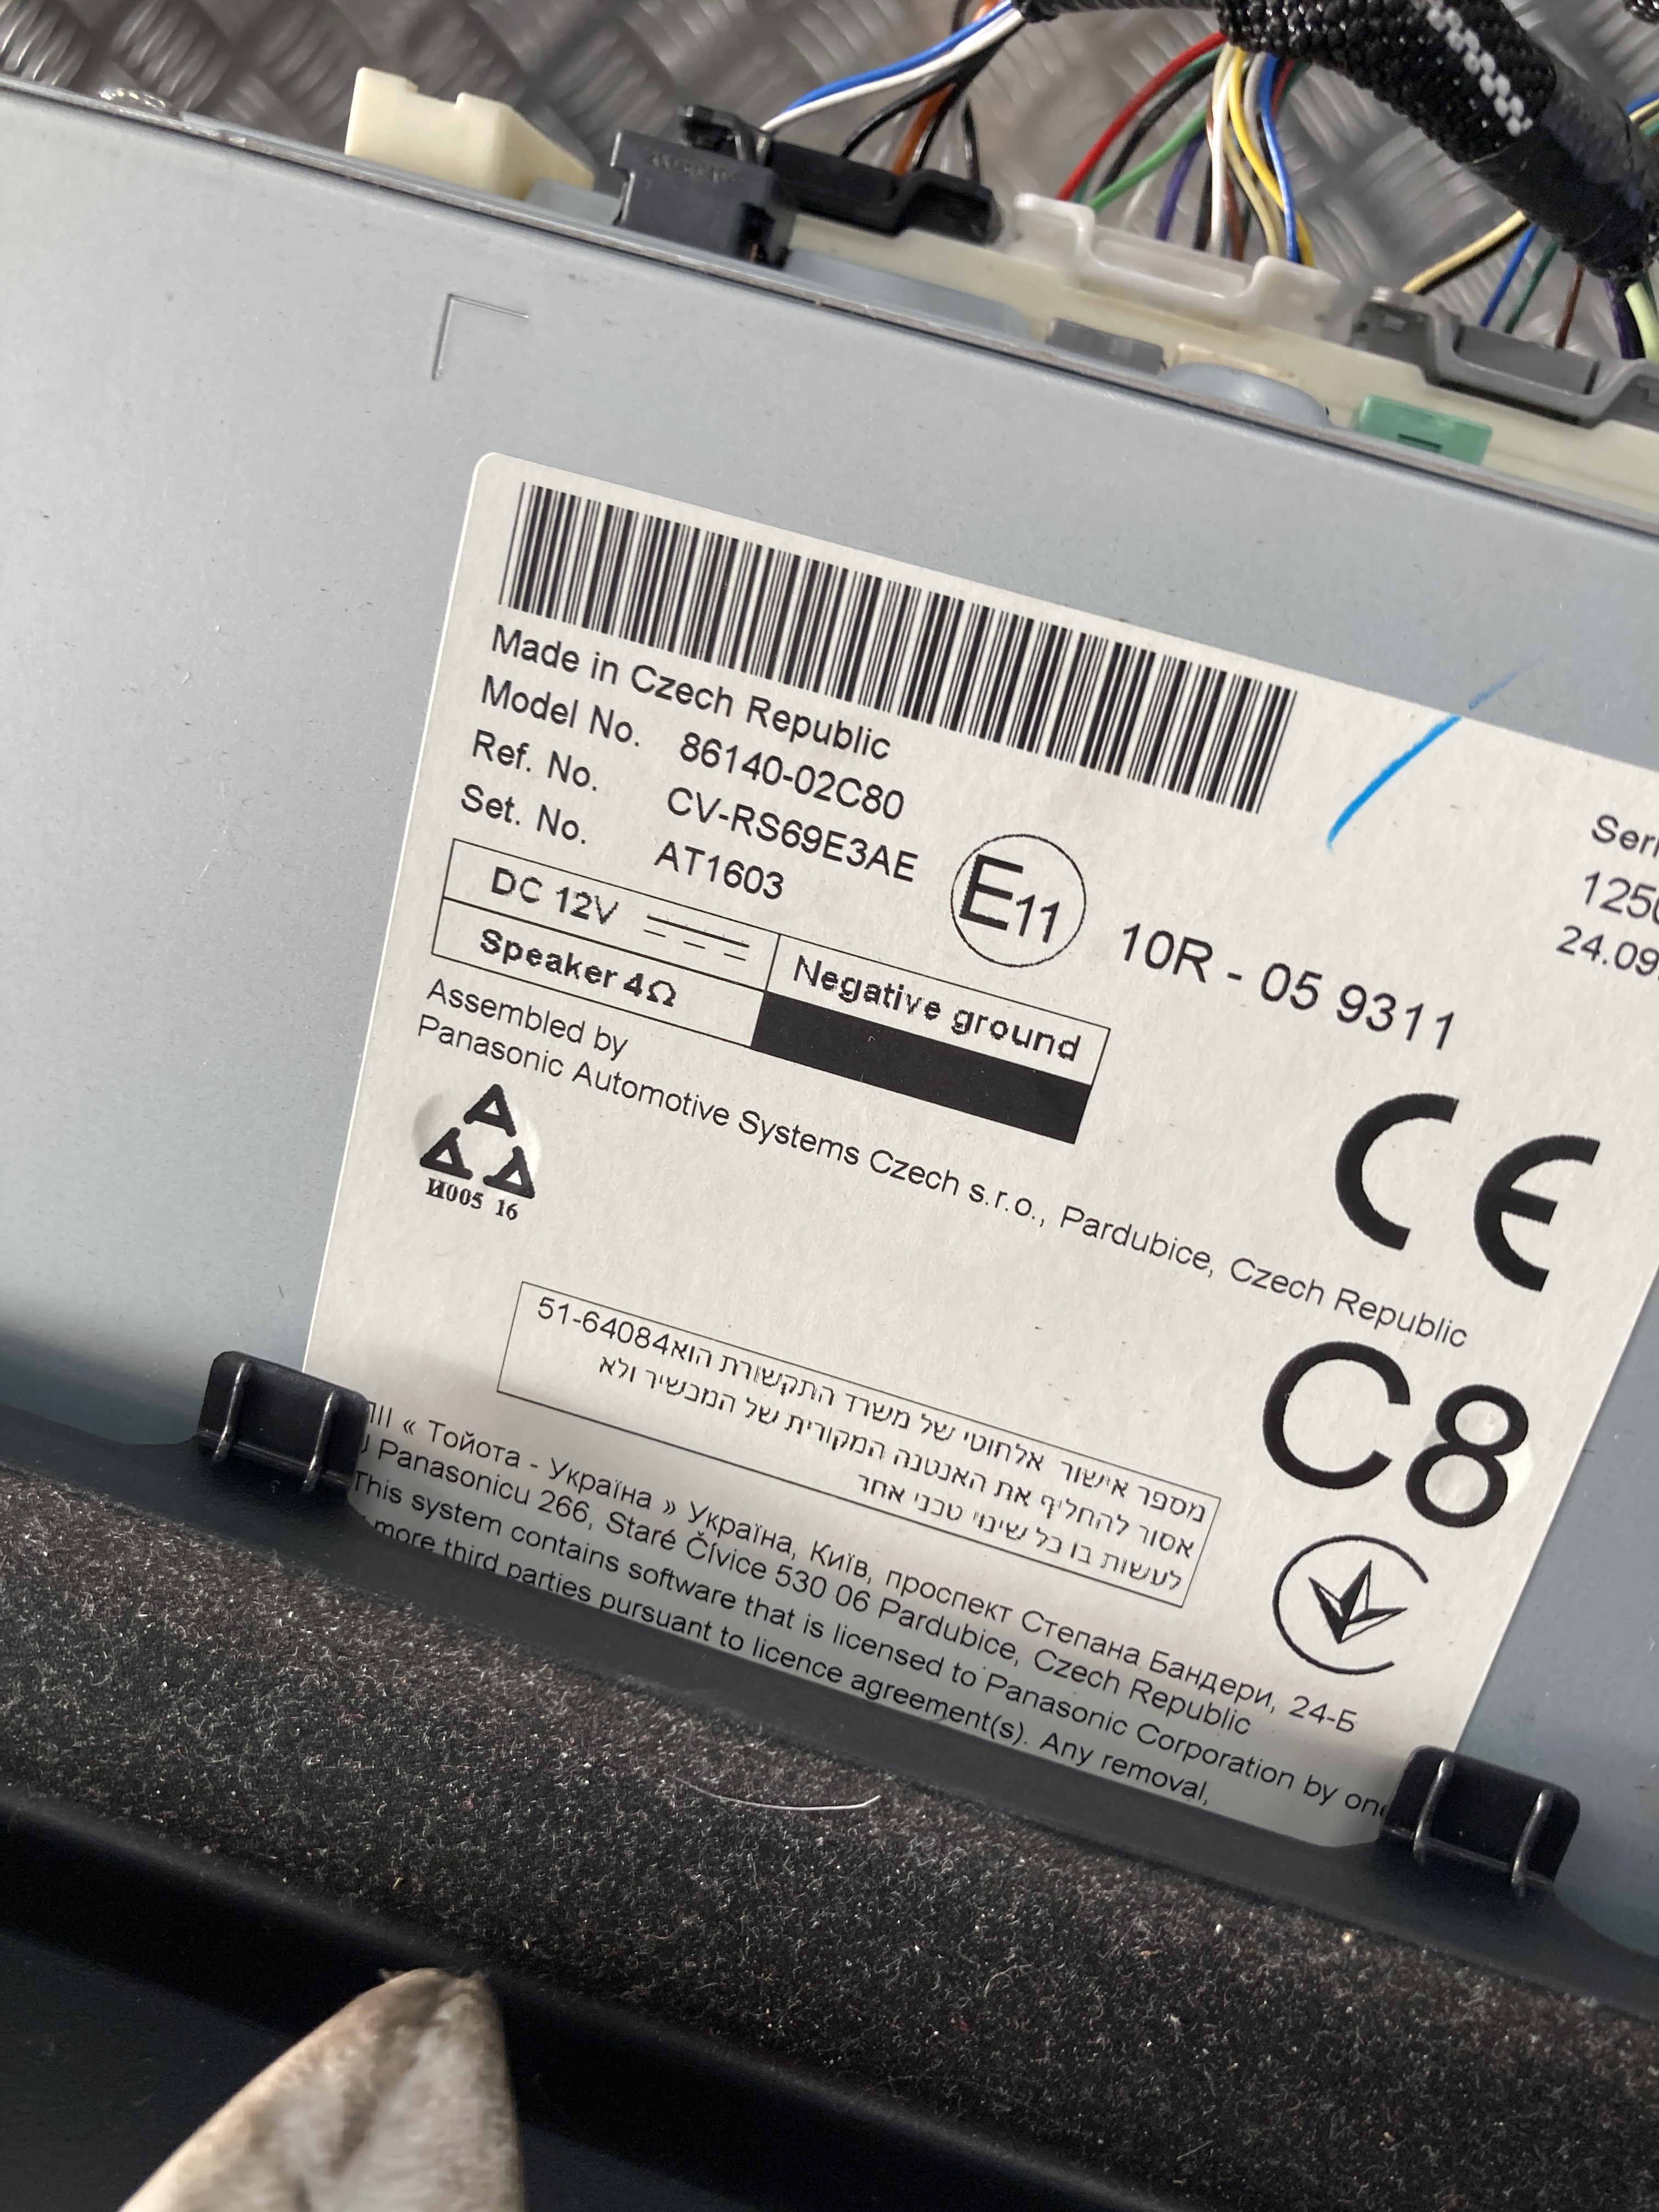 Made in Czech Republic
Model No. 86140-02C80
Ref. No. CV-RS69E3AE
Set. No. AT1603
E11 10R - 05 9311
DC 12V
Negative ground
Speaker 4Ω
Assembled by
Panasonic Automotive Systems Czech s.r.o., Pardubice, Czech Republic
И005 16
CE
C8
מספר אישור אלחוטי של משרד התקשורת הוא51-64084
אסור להחליף את האנטנה המקורית של המכשיר ולא
לעשות בו כל שינוי טכני אחר
« Тойота - Україна » Україна, Київ, проспект Степана Бандери, 24-Б
Panasonicu 266, Staré Čívice 530 06 Pardubice, Czech Republic
This system contains software that is licensed to Panasonic Corporation by one
more third parties pursuant to licence agreement(s). Any removal,
24.09